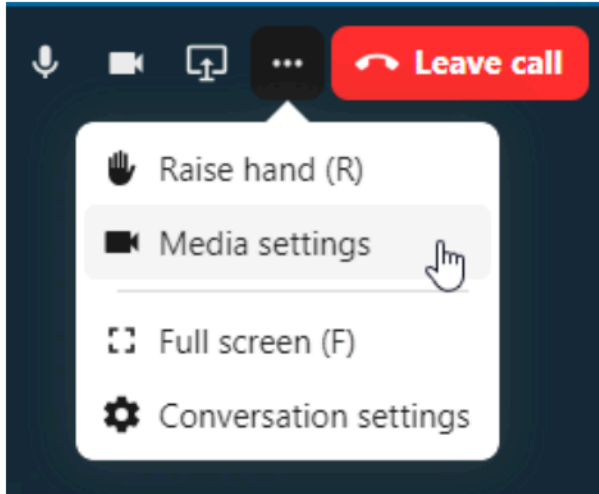 Leave call
Raise hand (R)
Media settings
Full screen (F)
Conversation settings